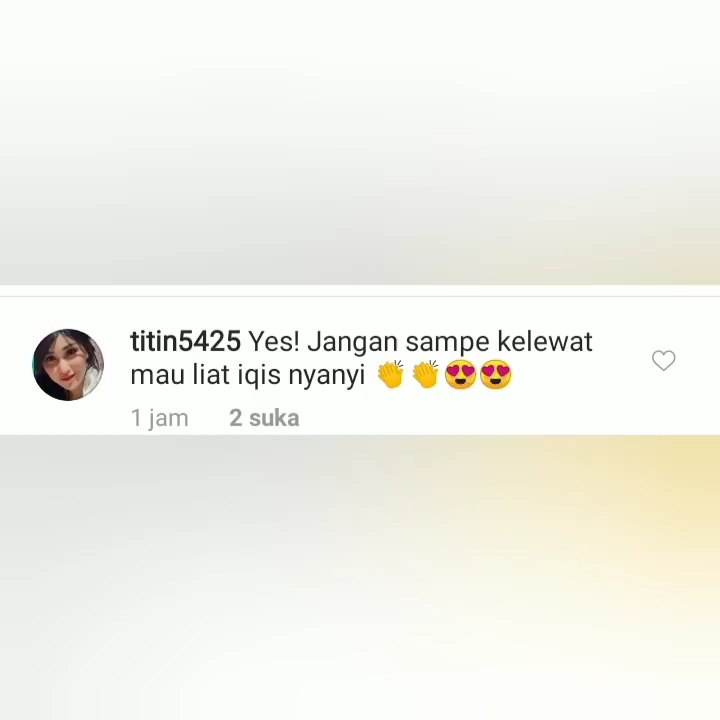 titin5425 Yes! Jangan sampe kelewat
mau liat iqis nyanyi 👏👏😍😍
1 jam 2 suka